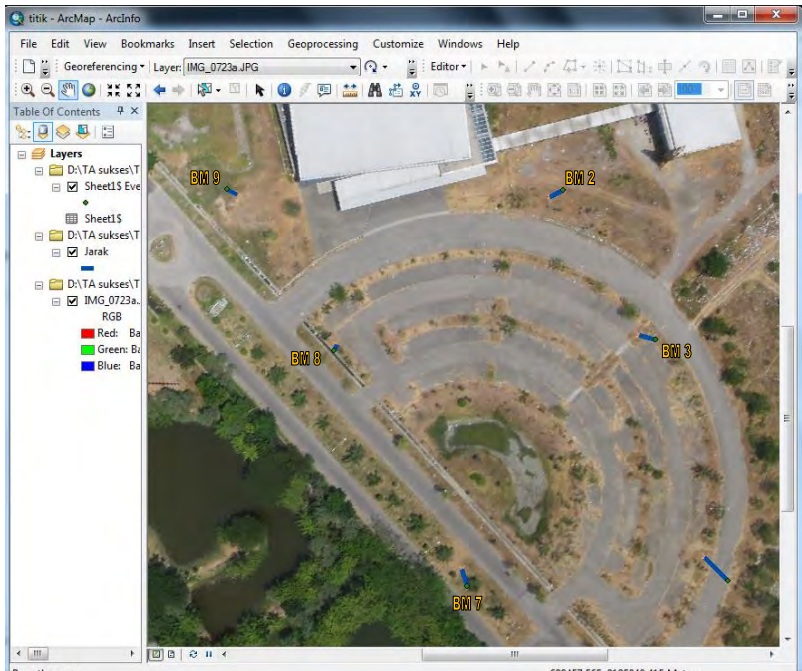 titik - ArcMap - ArcInfo
File Edit View Bookmarks Insert Selection Geoprocessing Customize Windows Help
Georeferencing Layer: IMG_0723a.JPG Editor
Table Of Contents
Layers
D:\TA sukses\T
Sheet1$ Eve
Sheet1$
D:\TA sukses\T
Jarak
D:\TA sukses\T
IMG_0723a.
RGB
Red: Ba
Green: Ba
Blue: Ba
BM 9
BM 2
BM 8
BM 3
BM 7